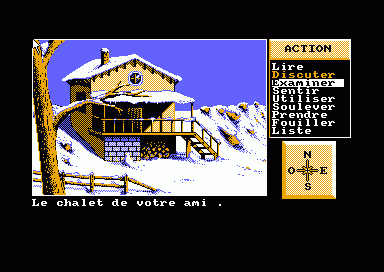 ACTION
Lire
Discuter
Examiner
Sentir
Utiliser
Soulever
Prendre
Fouiller
Liste
N
O E
S
Le chalet de votre ami .